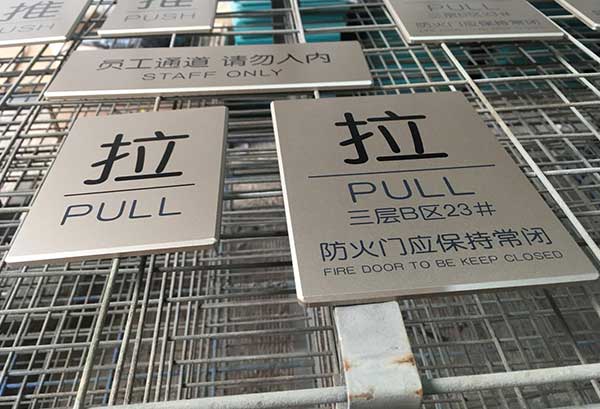 推
PUSH
推
PUSH
PULL
防火门应保持常闭
员工通道 请勿入内
STAFF ONLY
拉
PULL
拉
PULL
三层B区23#
防火门应保持常闭
FIRE DOOR TO BE KEEP CLOSED